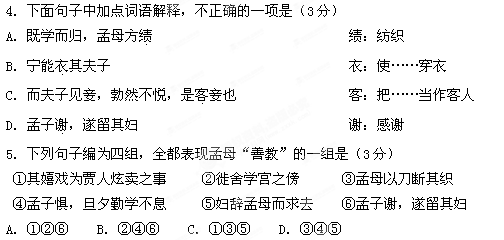 4. 下面句子中加点词语解释，不正确的一项是（3分）
A. 既学而归，孟母方绩 绩：纺织
B. 宁能衣其夫子 衣：使……穿衣
C. 而夫子见妾，勃然不悦，是客妾也 客：把……当作客人
D. 孟子谢，遂留其妇 谢：感谢
5. 下列句子编为四组，全都表现孟母“善教”的一组是（3分）
①其嬉戏为贾人炫卖之事 ②徙舍学宫之傍 ③孟母以刀断其织
④孟子惧，旦夕勤学不息 ⑤妇辞孟母而求去 ⑥孟子谢，遂留其妇
A. ①②⑥ B. ②④⑥ C. ①③⑤ D. ③④⑤